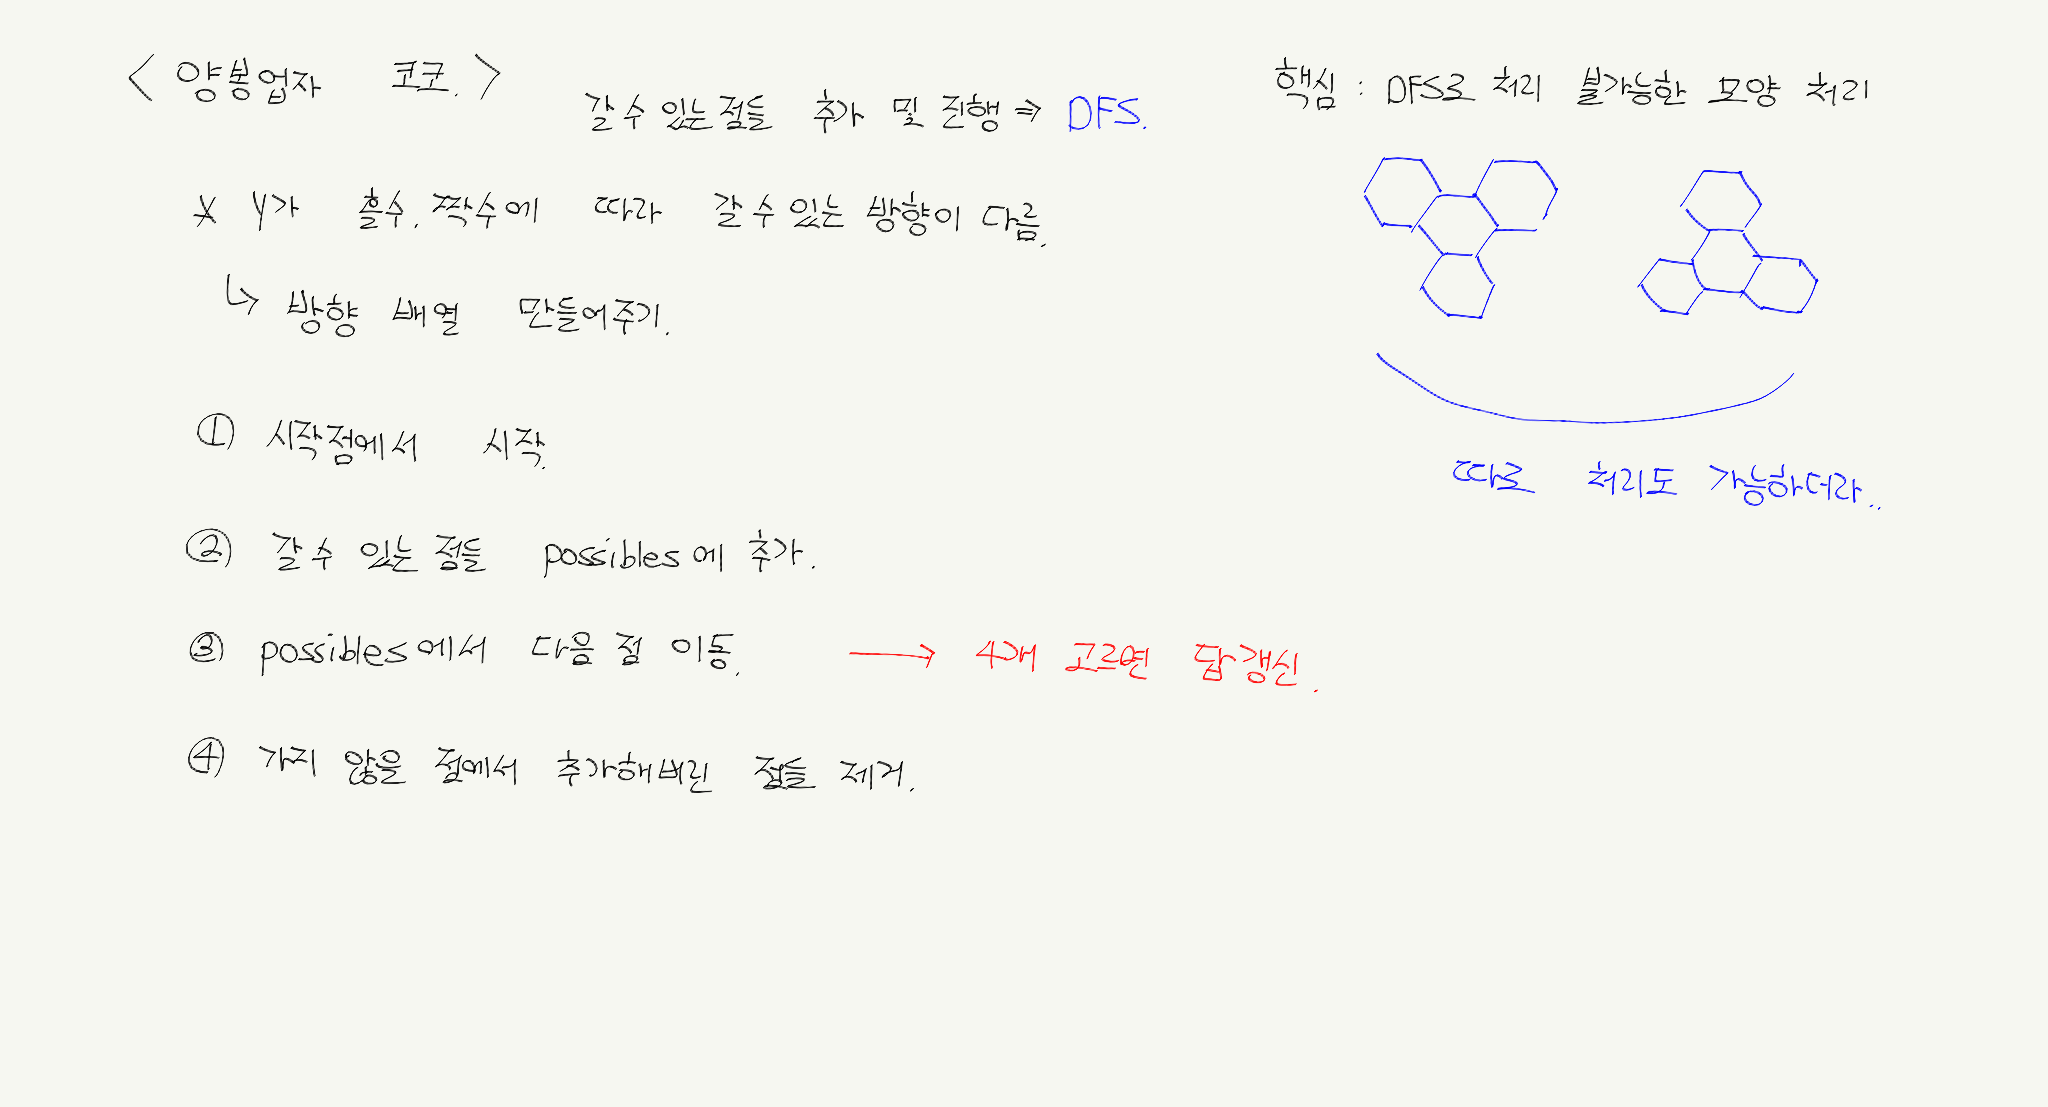 < 양봉업자 코코. >
갈 수 있는 점들 추가 및 진행 ⇒ DFS.
* y가 홀수, 짝수에 따라 갈 수 있는 방향이 다름.
↳ 방향 배열 만들어주기.
① 시작점에서 시작.
② 갈 수 있는 점들 possibles에 추가.
③ possibles에서 다음 점 이동. → 4개 고르면 답갱신.
④ 가지 않을 점에서 추가해버린 점들 제거.
핵심 : DFS로 처리 불가능한 모양 처리
따로 처리도 가능하더라..